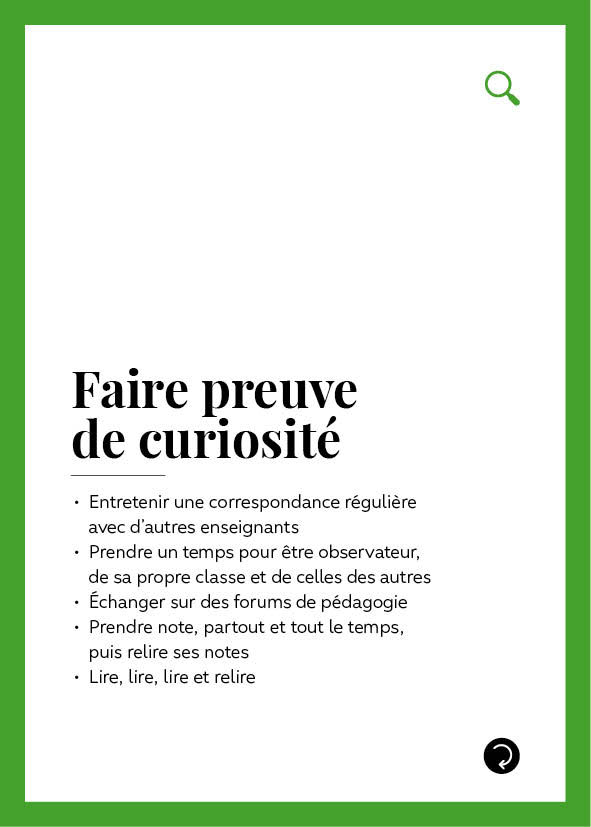 Faire preuve
de curiosité
• Entretenir une correspondance régulière
avec d’autres enseignants
• Prendre un temps pour être observateur,
de sa propre classe et de celles des autres
• Échanger sur des forums de pédagogie
• Prendre note, partout et tout le temps,
puis relire ses notes
• Lire, lire, lire et relire